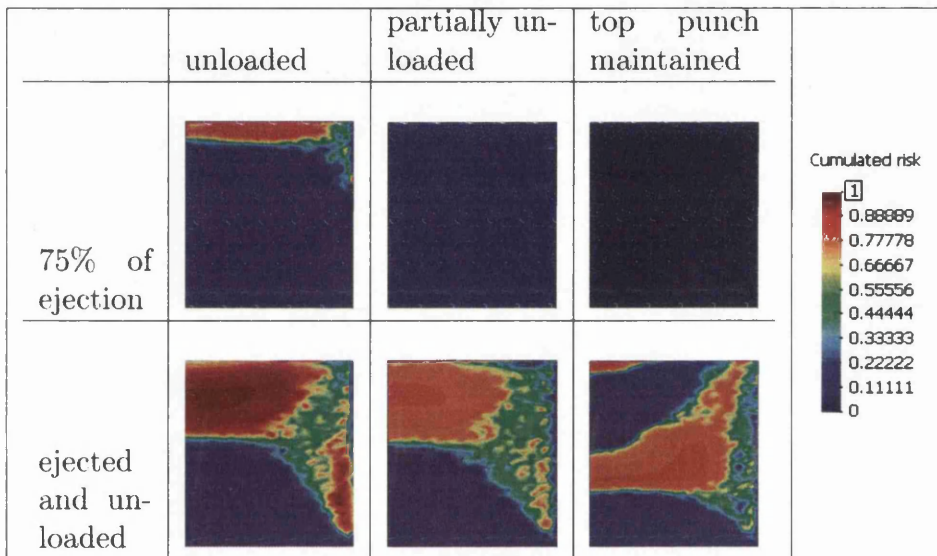 unloaded
partially un-
loaded
top punch
maintained
75% of
ejection
ejected
and un-
loaded
Cumulated risk
1
0.88889
0.77778
0.66667
0.55556
0.44444
0.33333
0.22222
0.11111
0